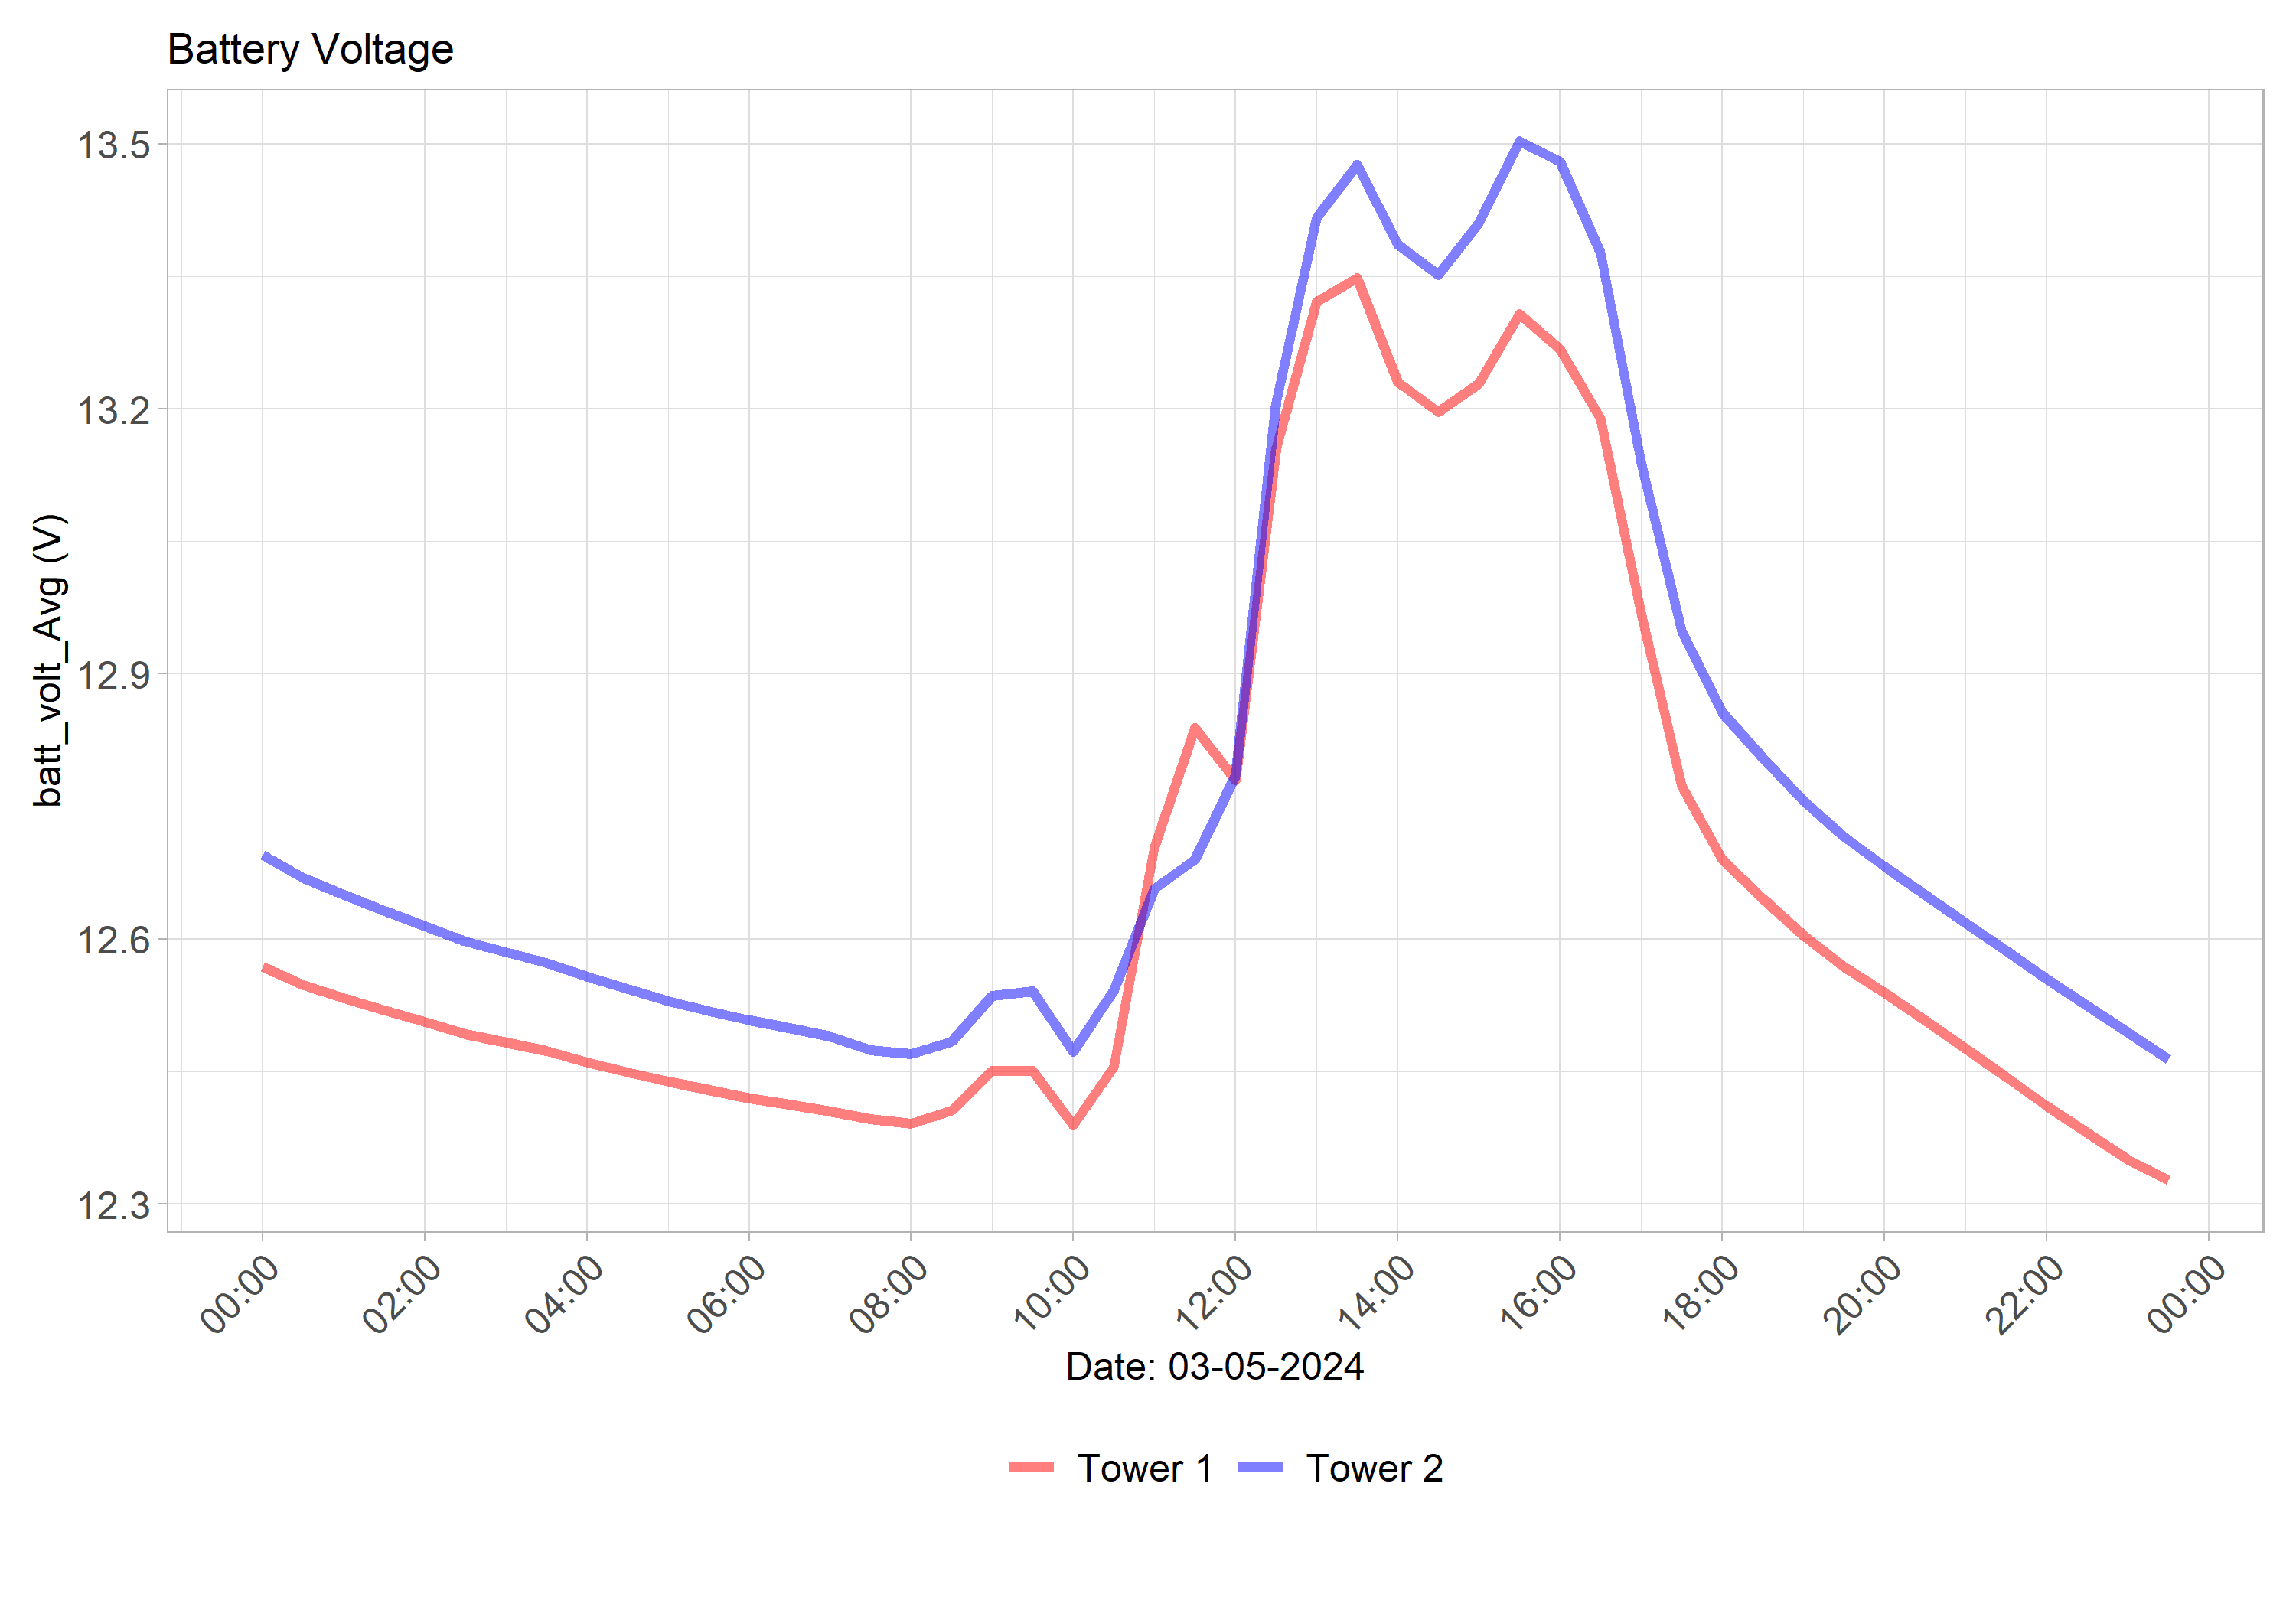 Battery Voltage
batt_volt_Avg (V)
13.5
13.2
12.9
12.6
12.3
00:00 02:00 04:00 06:00 08:00 10:00 12:00 14:00 16:00 18:00 20:00 22:00 00:00
Date: 03-05-2024
Tower 1 Tower 2